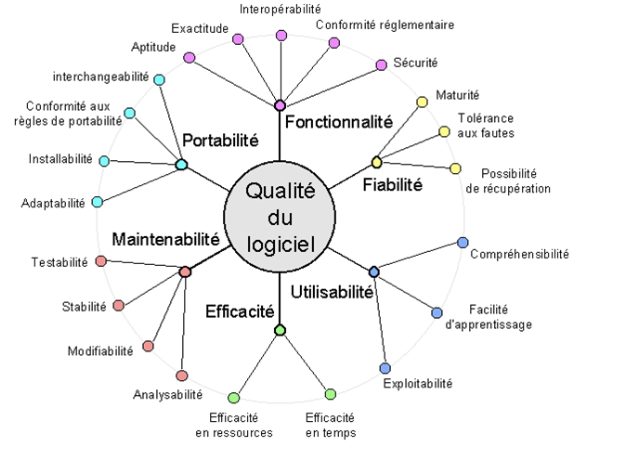 Interopérabilité
Exactitude
Conformité réglementaire
Aptitude
Sécurité
interchangeabilité
Maturité
Conformité aux
règles de portabilité
Portabilité
Fonctionnalité
Tolérance
aux fautes
Installabilité
Fiabilité
Possibilité
de récupération
Adaptabilité
Qualité
du
logiciel
Maintenabilité
Testabilité
Compréhensibilité
Utilisabilité
Stabilité
Efficacité
Facilité
d'apprentissage
Modifiabilité
Analysabilité
Exploitabilité
Efficacité
en ressources
Efficacité
en temps